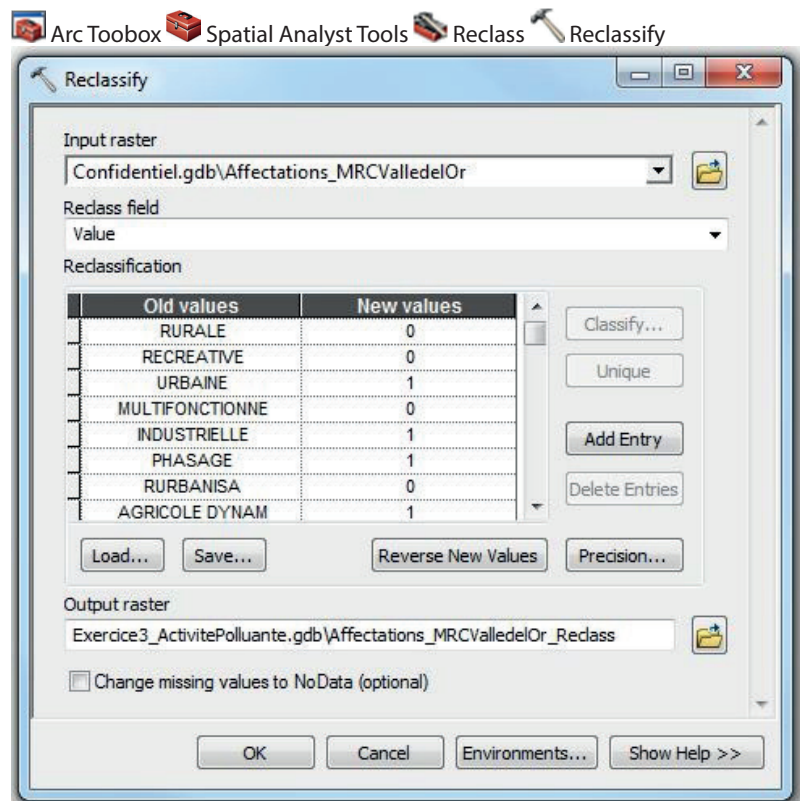 Arc Toobox Spatial Analyst Tools Reclass Reclassify
Reclassify
Input raster
Confidentiel.gdb\Affectations_MRCValledelOr
Reclass field
Value
Reclassification
Old values New values
RURALE 0
RECREATIVE 0
URBAINE 1
MULTIFONCTIONNE 0
INDUSTRIELLE 1
PHASAGE 1
RURBANISA 0
AGRICOLE DYNAM 1
Classify...
Unique
Add Entry
Delete Entries
Load... Save... Reverse New Values Precision...
Output raster
Exercice3_ActivitePolluante.gdb\Affectations_MRCValledelOr_Reclass
Change missing values to NoData (optional)
OK Cancel Environments... Show Help >>